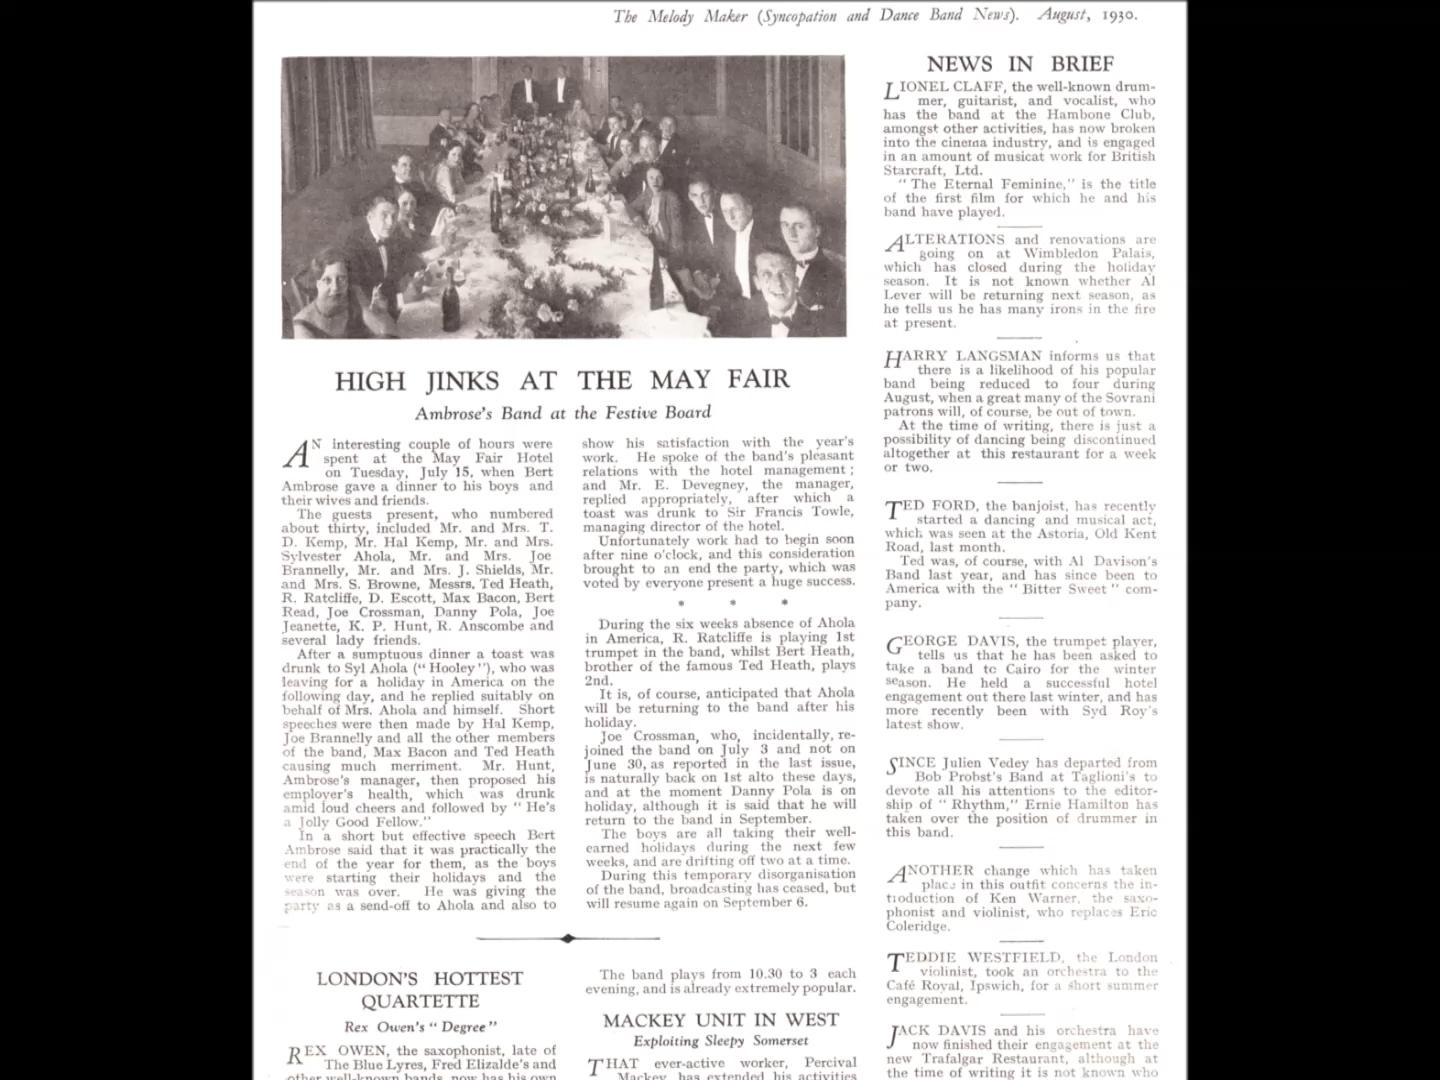 The Melody Maker (Syncopation and Dance Band News). August, 1930.
HIGH JINKS AT THE MAY FAIR
Ambrose's Band at the Festive Board
AN interesting couple of hours were
spent at the May Fair Hotel
on Tuesday, July 15, when Bert
Ambrose gave a dinner to his boys and
their wives and friends.
The guests present, who numbered
about thirty, included Mr. and Mrs. T.
D. Kemp, Mr. Hal Kemp, Mr. and Mrs.
Sylvester Ahola, Mr. and Mrs. Joe
Brannelly, Mr. and Mrs. J. Shields, Mr.
and Mrs. S. Browne, Messrs, Ted Heath,
R. Ratcliffe, D. Escott, Max Bacon, Bert
Read, Joe Crossman, Danny Pola, Joe
Jeanette, K. P. Hunt, R. Anscombe and
several lady friends.
After a sumptuous dinner a toast was
drunk to Syl Ahola ("Hooley"), who was
leaving for a holiday in America on the
following day, and he replied suitably on
behalf of Mrs. Ahola and himself. Short
speeches were then made by Hal Kemp,
Joe Brannelly and all the other members
of the band, Max Bacon and Ted Heath
causing much merriment. Mr. Hunt,
Ambrose's manager, then proposed his
employer's health, which was drunk
amid loud cheers and followed by "He's
a Jolly Good Fellow."
In a short but effective speech Bert
Ambrose said that it was practically the
end of the year for them, as the boys
were starting their holidays and the
season was over. He was giving the
party as a send-off to Ahola and also to
show his satisfaction with the year's
work. He spoke of the band's pleasant
relations with the hotel management;
and Mr. E. Devegney, the manager,
replied appropriately, after which a
toast was drunk to Sir Francis Towle,
managing director of the hotel.
Unfortunately work had to begin soon
after nine o'clock, and this consideration
brought to an end the party, which was
voted by everyone present a huge success.
* * *
During the six weeks absence of Ahola
in America, R. Ratcliffe is playing 1st
trumpet in the band, whilst Bert Heath,
brother of the famous Ted Heath, plays
2nd.
It is, of course, anticipated that Ahola
will be returning to the band after his
holiday.
Joe Crossman, who, incidentally, re-
joined the band on July 3 and not on
June 30, as reported in the last issue,
is naturally back on 1st alto these days,
and at the moment Danny Pola is on
holiday, although it is said that he will
return to the band in September.
The boys are all taking their well-
earned holidays during the next few
weeks, and are drifting off two at a time.
During this temporary disorganisation
of the band, broadcasting has ceased, but
will resume again on September 6.
LONDON'S HOTTEST
QUARTETTE
Rex Owen's "Degree"
REX OWEN, the saxophonist, late of
The Blue Lyres, Fred Elizalde's and
other well-known bands, now has his own
The band plays from 10.30 to 3 each
evening, and is already extremely popular.
MACKEY UNIT IN WEST
Exploiting Sleepy Somerset
THAT ever-active worker, Percival
Mackey, has extended his activities
NEWS IN BRIEF
LIONEL CLAFF, the well-known drum-
mer, guitarist, and vocalist, who
has the band at the Hambone Club,
amongst other activities, has now broken
into the cinema industry, and is engaged
in an amount of musicat work for British
Starcraft, Ltd.
"The Eternal Feminine," is the title
of the first film for which he and his
band have played.
ALTERATIONS and renovations are
going on at Wimbledon Palais,
which has closed during the holiday
season. It is not known whether Al
Lever will be returning next season, as
he tells us he has many irons in the fire
at present.
HARRY LANGSMAN informs us that
there is a likelihood of his popular
band being reduced to four during
August, when a great many of the Sovrani
patrons will, of course, be out of town.
At the time of writing, there is just a
possibility of dancing being discontinued
altogether at this restaurant for a week
or two.
TED FORD, the banjoist, has recently
started a dancing and musical act,
which was seen at the Astoria, Old Kent
Road, last month.
Ted was, of course, with Al Davison's
Band last year, and has since been to
America with the "Bitter Sweet" com-
pany.
GEORGE DAVIS, the trumpet player,
tells us that he has been asked to
take a band to Cairo for the winter
season. He held a successful hotel
engagement out there last winter, and has
more recently been with Syd Roy's
latest show.
SINCE Julien Vedey has departed from
Bob Probst's Band at Taglioni's to
devote all his attentions to the editor-
ship of "Rhythm," Ernie Hamilton has
taken over the position of drummer in
this band.
ANOTHER change which has taken
place in this outfit concerns the in-
troduction of Ken Warner, the saxo-
phonist and violinist, who replaces Eric
Coleridge.
TEDDIE WESTFIELD, the London
violinist, took an orchestra to the
Café Royal, Ipswich, for a short summer
engagement.
JACK DAVIS and his orchestra have
now finished their engagement at the
new Trafalgar Restaurant, although at
the time of writing it is not known who